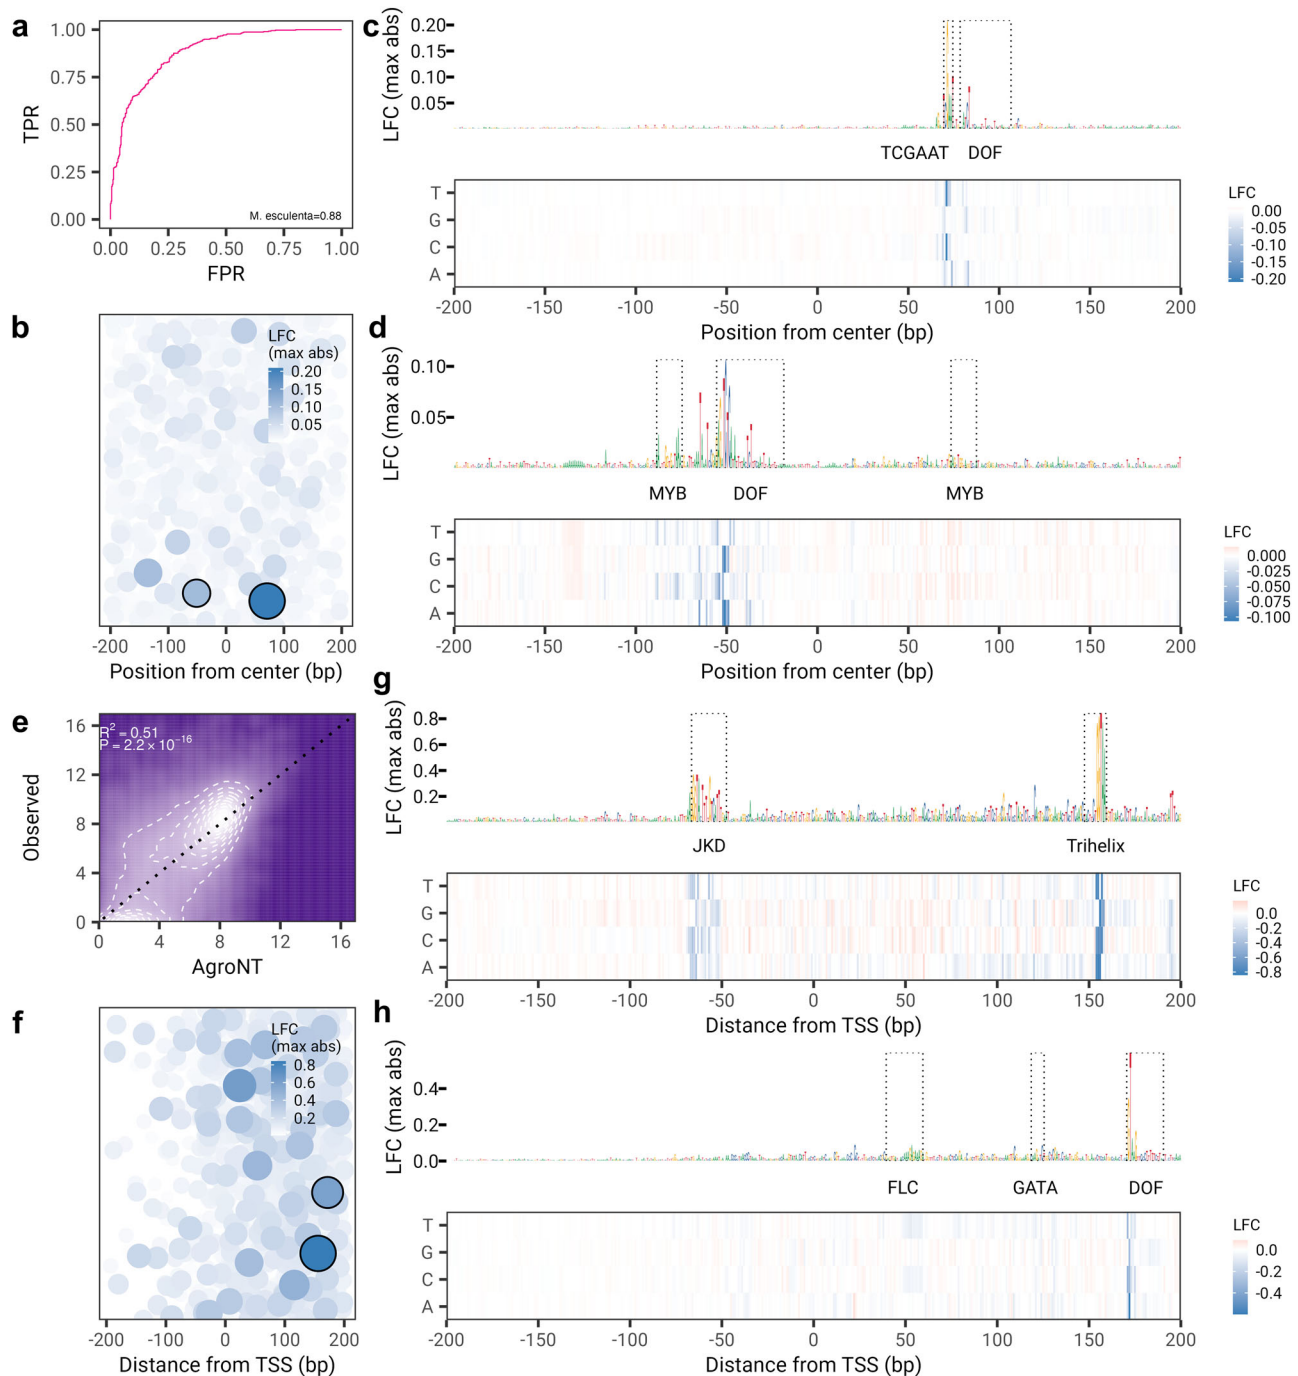 a
1.00
0.75
0.50
0.25
0.00
TPR
M. esculenta=0.88
0.00 0.25 0.50 0.75 1.00
FPR
b
LFC
(max abs)
0.20
0.15
0.10
0.05
-200 -100 0 100 200
Position from center (bp)
c
LFC (max abs)
0.20
0.15
0.10
0.05
TCGAAT DOF
T
G
C
A
-200 -150 -100 -50 0 50 100 150 200
Position from center (bp)
LFC
0.00
-0.05
-0.10
-0.15
-0.20
d
LFC (max abs)
0.10
0.05
MYB DOF MYB
T
G
C
A
-200 -150 -100 -50 0 50 100 150 200
Position from center (bp)
LFC
0.000
-0.025
-0.050
-0.075
-0.100
e
R² = 0.51
P = 2.2 × 10⁻¹⁶
16
12
8
4
0
Observed
0 4 8 12 16
AgroNT
f
LFC
(max abs)
0.8
0.6
0.4
0.2
-200 -100 0 100 200
Distance from TSS (bp)
g
LFC (max abs)
0.8
0.6
0.4
0.2
JKD Trihelix
T
G
C
A
-200 -150 -100 -50 0 50 100 150 200
Distance from TSS (bp)
LFC
0.0
-0.2
-0.4
-0.6
-0.8
h
LFC (max abs)
0.4
0.2
0.0
FLC GATA DOF
T
G
C
A
-200 -150 -100 -50 0 50 100 150 200
Distance from TSS (bp)
LFC
0.0
-0.2
-0.4